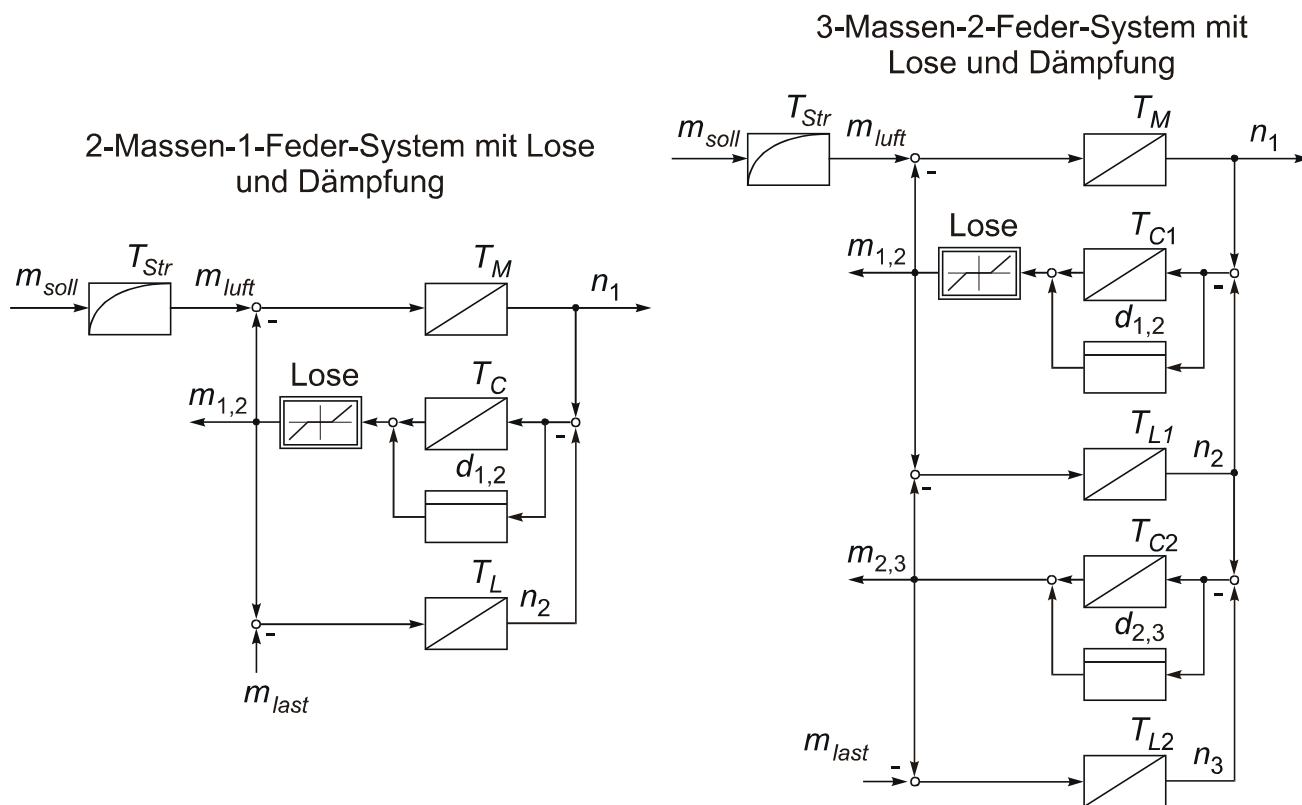 2-Massen-1-Feder-System mit Lose
und Dämpfung
m_soll
T_Str
m_luft
-
T_M
n_1
m_1,2
Lose
T_C
-
d_1,2
T_L
n_2
-
m_last
3-Massen-2-Feder-System mit
Lose und Dämpfung
m_soll
T_Str
m_luft
-
T_M
n_1
m_1,2
Lose
T_C1
-
d_1,2
T_L1
n_2
-
m_2,3
T_C2
-
d_2,3
m_last
-
T_L2
n_3